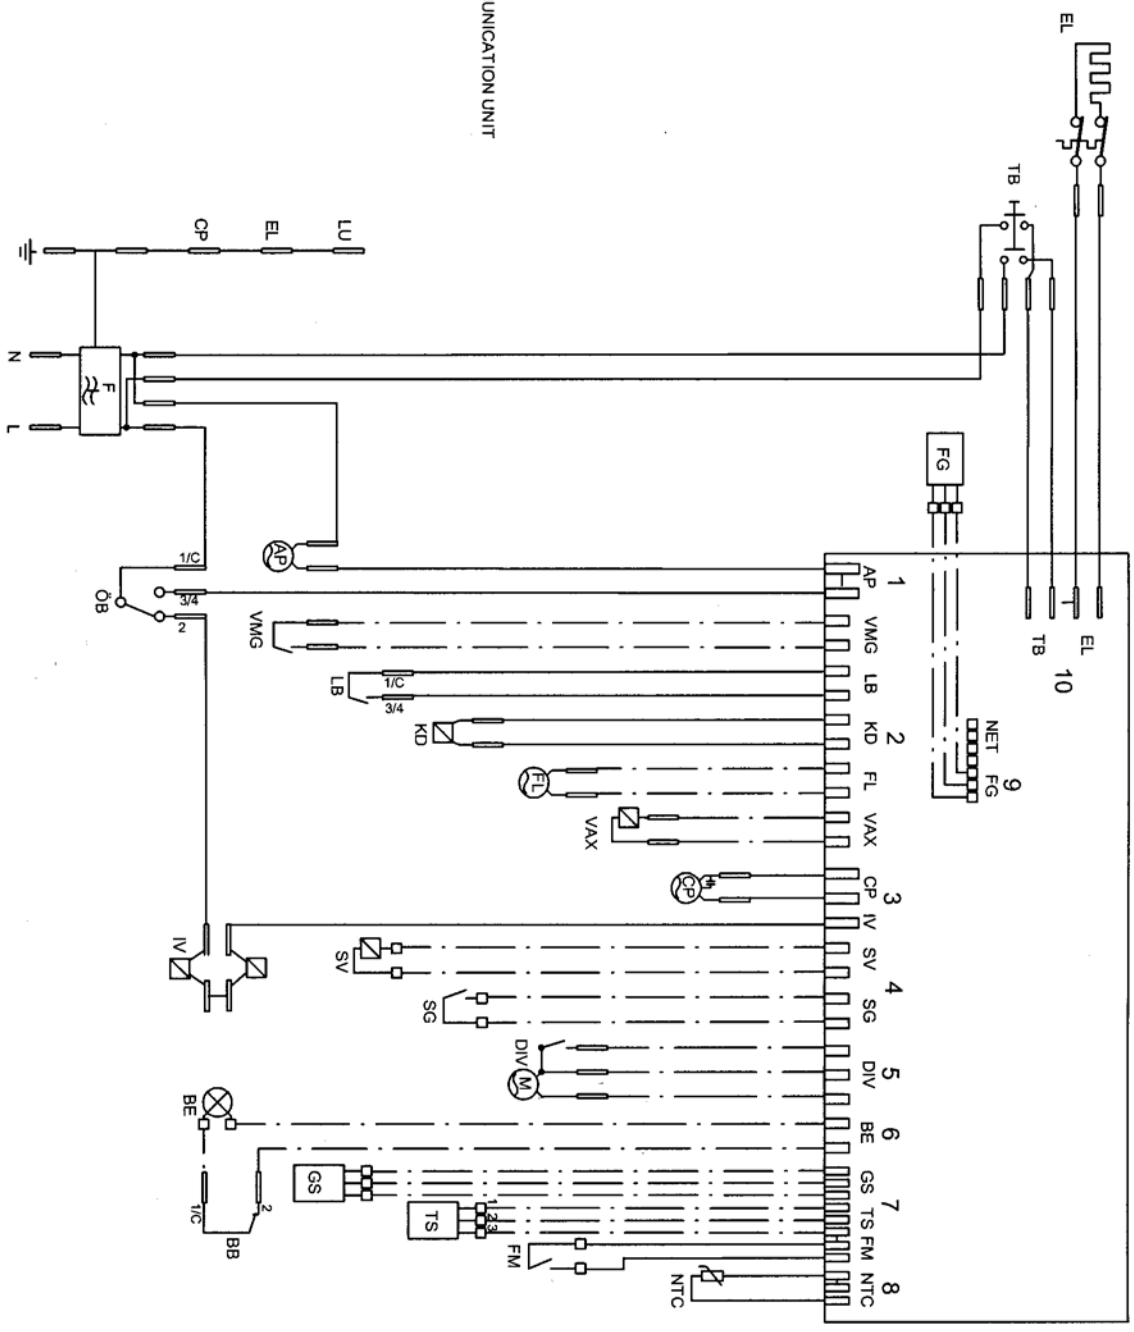 UNICATION UNIT
EL
TB
LU
EL
CP
N
F
L
FG
AP
1/C
3/4
2
ÖB
VMG
LB
1/C
3/4
KD
FL
VAX
CP
IV
SV
SG
DIV
M
BE
1/C
2
BB
GS
TS
1
2
3
FM
NTC
TB
EL
10
NET
FG
9
AP
1
VMG
LB
KD
2
FL
VAX
CP
3
IV
SV
4
SG
DIV
5
BE
6
GS
7
TS
FM
NTC
8